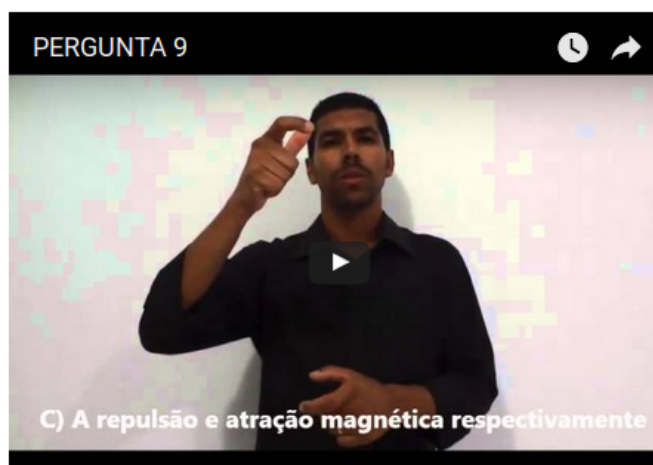 PERGUNTA 9
C) A repulsão e atração magnética respectivamente